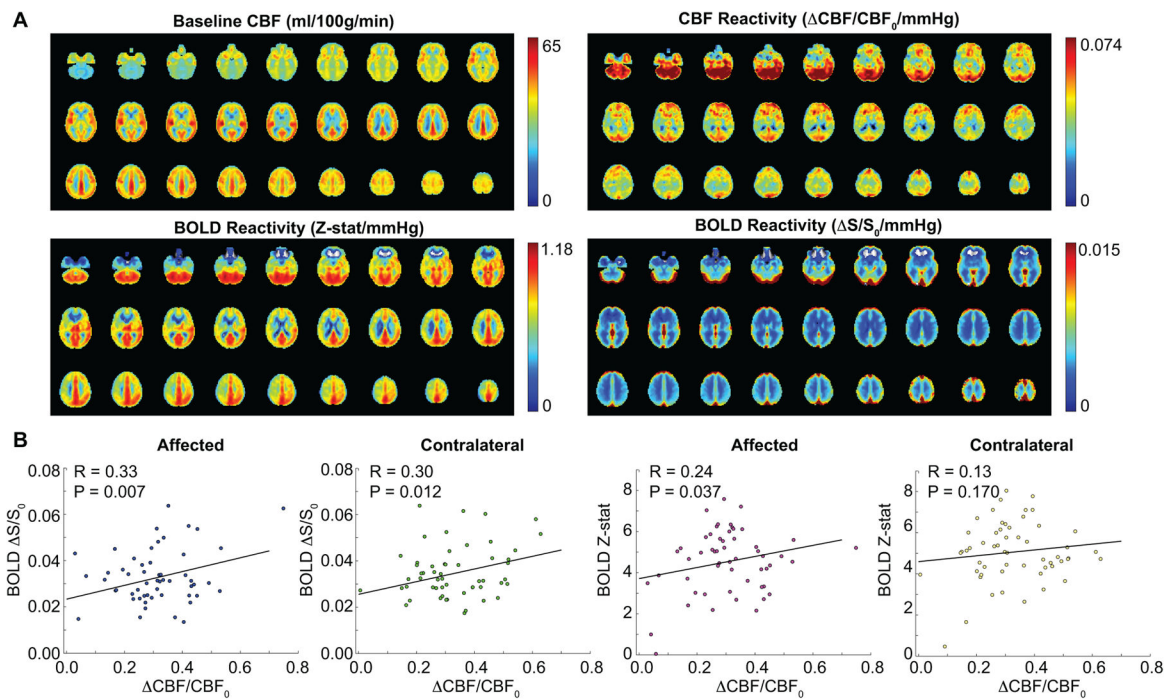 A
Baseline CBF (ml/100g/min)
65
0
CBF Reactivity (ΔCBF/CBF₀/mmHg)
0.074
0
BOLD Reactivity (Z-stat/mmHg)
1.18
0
BOLD Reactivity (ΔS/S₀/mmHg)
0.015
0
B
Affected
R = 0.33
P = 0.007
BOLD ΔS/S₀
0.08
0.06
0.04
0.02
0.00
0.0 0.2 0.4 0.6 0.8
ΔCBF/CBF₀
Contralateral
R = 0.30
P = 0.012
BOLD ΔS/S₀
0.08
0.06
0.04
0.02
0.00
0.0 0.2 0.4 0.6 0.8
ΔCBF/CBF₀
Affected
R = 0.24
P = 0.037
BOLD Z-stat
8
6
4
2
0
0.0 0.2 0.4 0.6 0.8
ΔCBF/CBF₀
Contralateral
R = 0.13
P = 0.170
BOLD Z-stat
8
6
4
2
0
0.0 0.2 0.4 0.6 0.8
ΔCBF/CBF₀